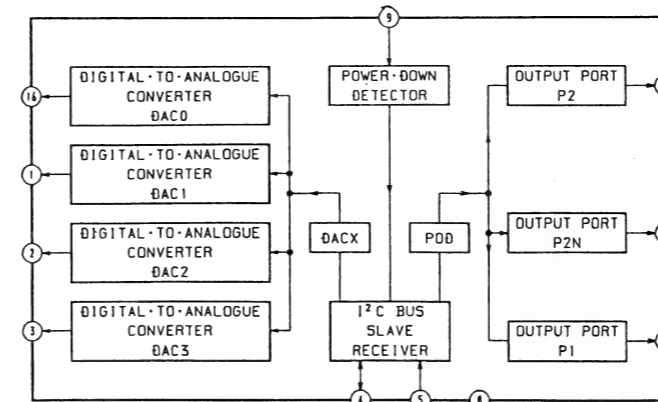 9
DIGITAL·TO·ANALOGUE
CONVERTER
DAC0
16
POWER·DOWN
DETECTOR
OUTPUT PORT
P2
DIGITAL·TO·ANALOGUE
CONVERTER
DAC1
1
DIGITAL·TO·ANALOGUE
CONVERTER
DAC2
2
DACX
POD
OUTPUT PORT
P2N
DIGITAL·TO·ANALOGUE
CONVERTER
DAC3
3
I²C BUS
SLAVE
RECEIVER
OUTPUT PORT
P1
4
5
8